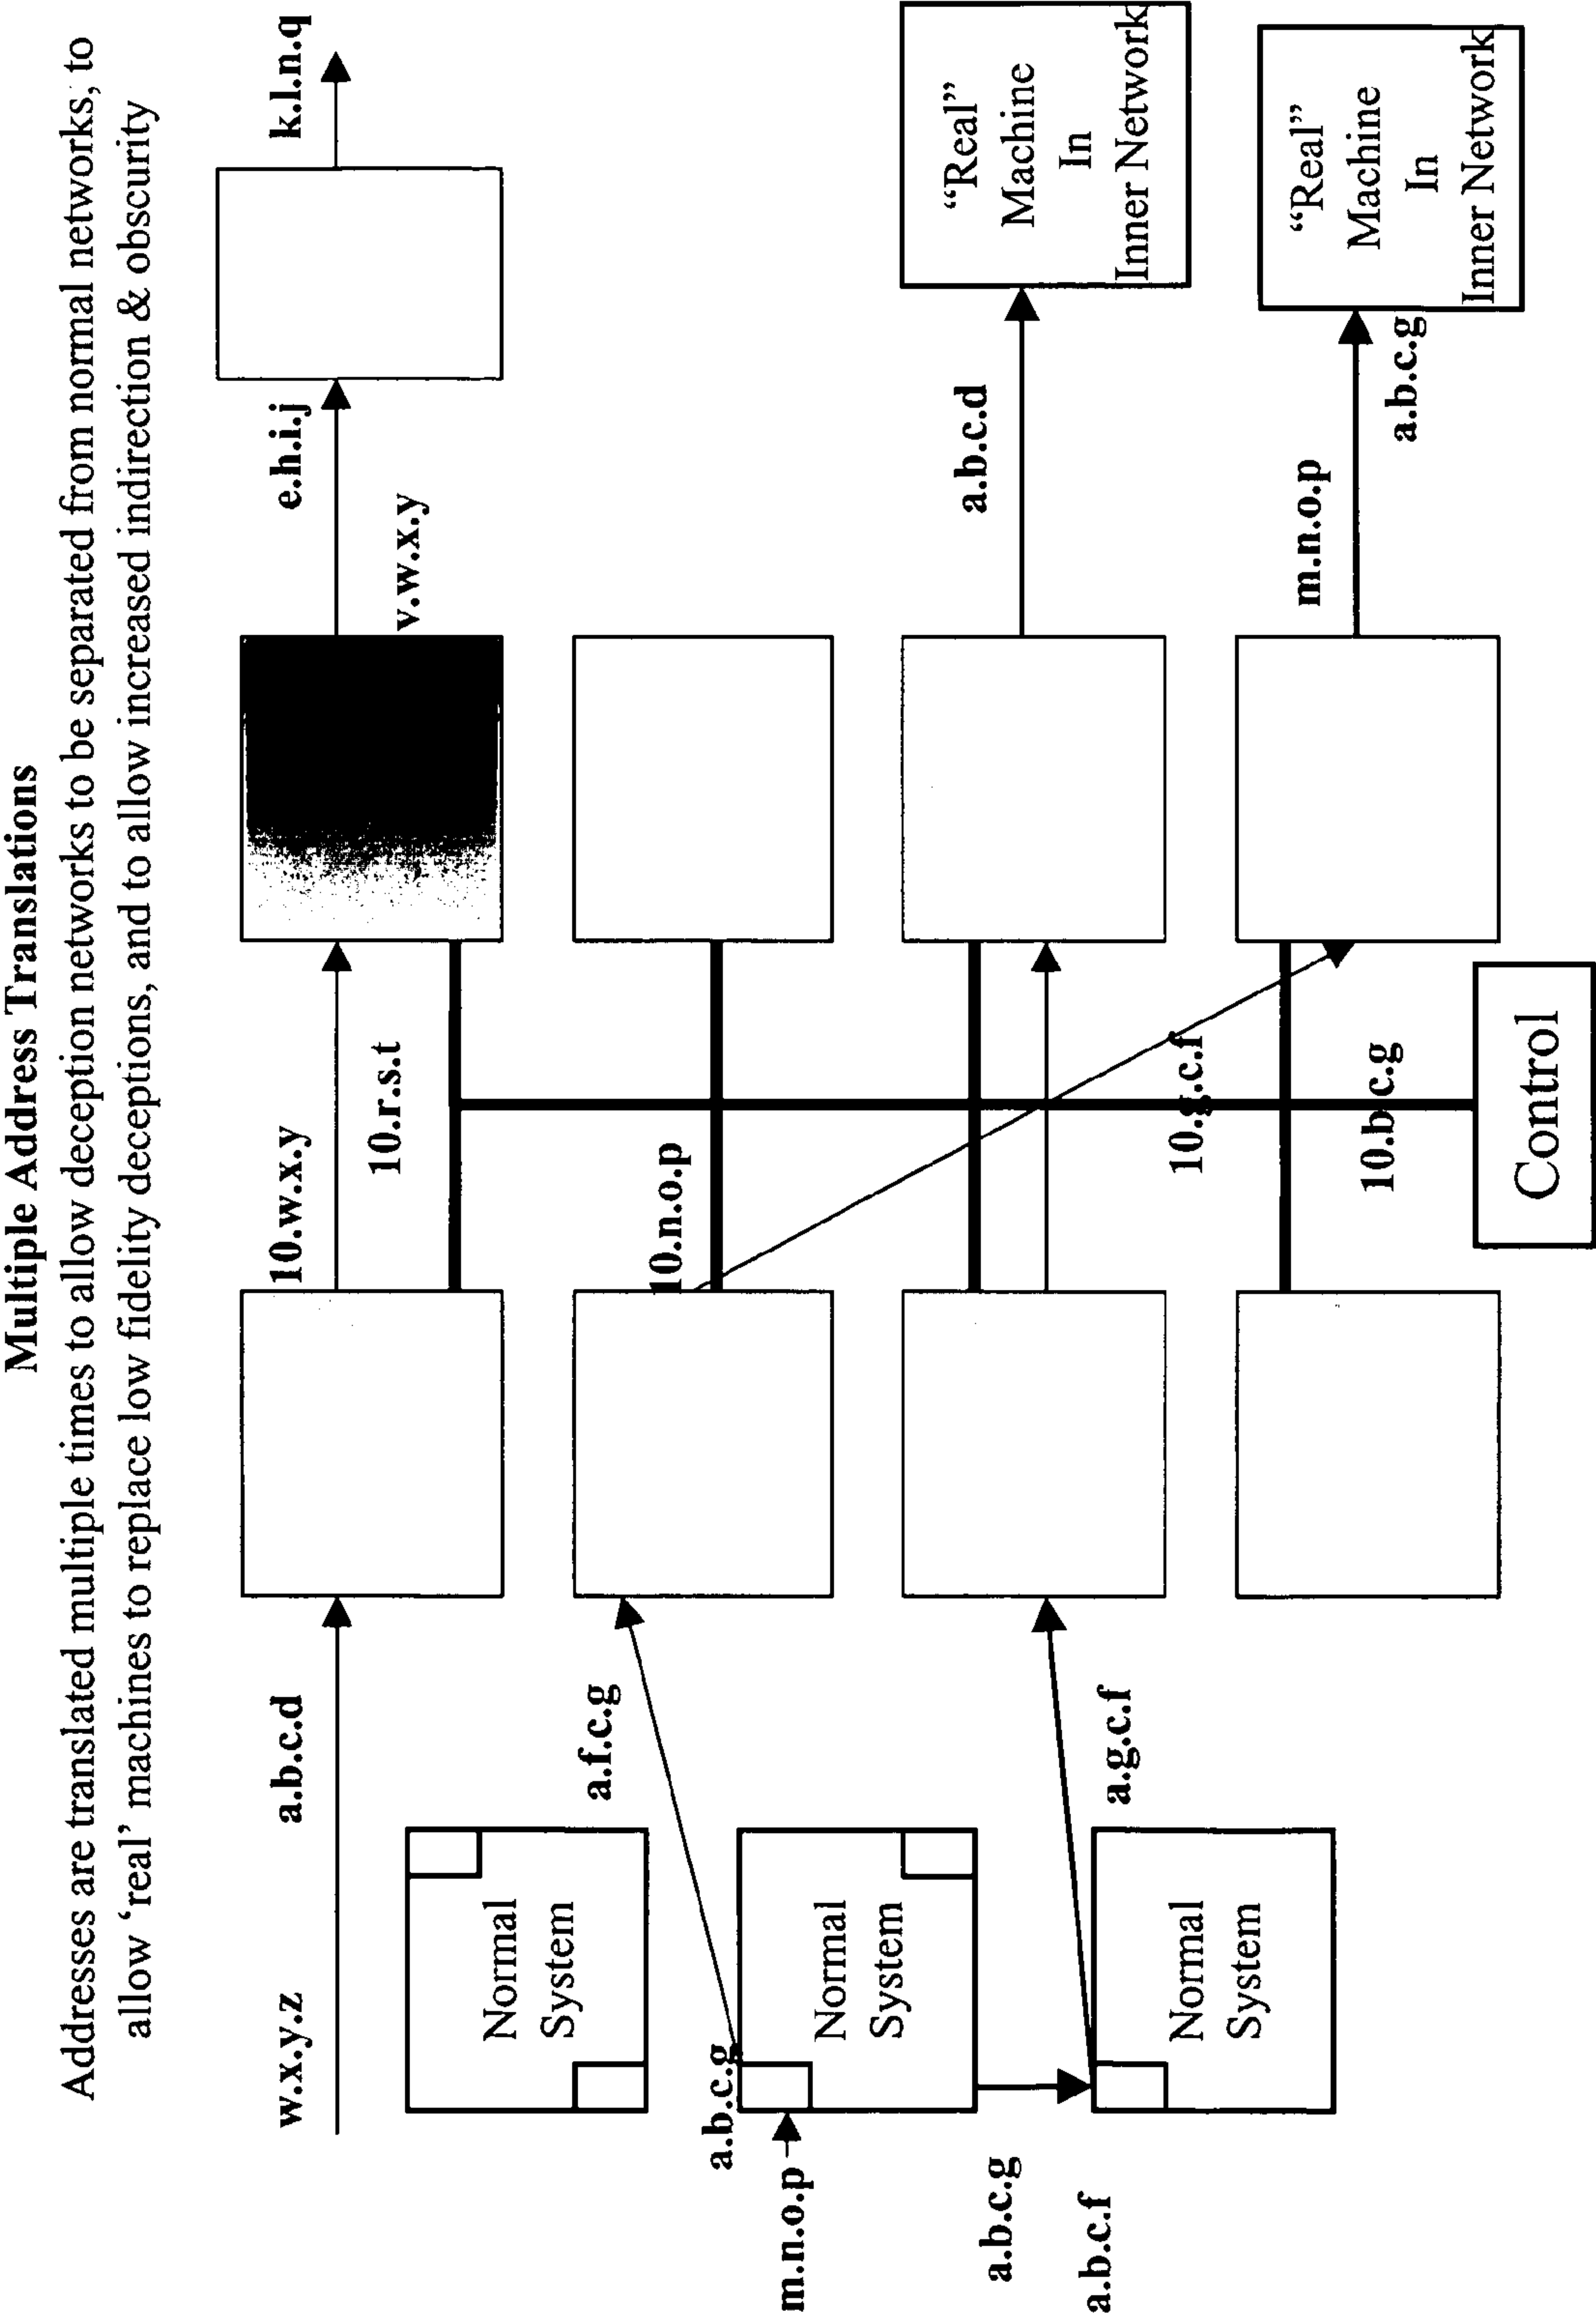 Multiple Address Translations
Addresses are translated multiple times to allow deception networks to be separated from normal networks, to
allow ‘real’ machines to replace low fidelity deceptions, and to allow increased indirection & obscurity
w.x.y.z
a.b.c.d
10.w.x.y
e.h.i.j
k.l.n.q
10.r.s.t
v.w.x.y
Normal
System
a.f.c.g
10.n.o.p
a.b.c.g
m.n.o.p
Normal
System
a.b.c.d
“Real”
Machine
In
Inner Network
a.b.c.g
a.b.c.f
a.g.c.f
Normal
System
10.g.c.f
m.n.o.p
“Real”
Machine
In
Inner Network
10.b.c.g
a.b.c.g
Control